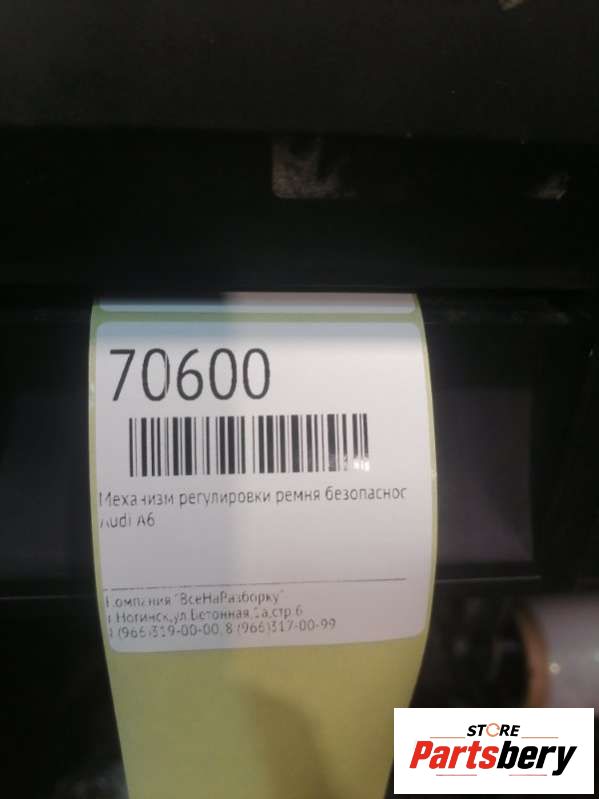 70600
Механизм регулировки ремня безопаснос
Audi A6
Компания "ВсеНаРазборку"
г.Ногинск,ул.Бетонная,2а,стр.6
8 (966)319-00-00, 8 (966)317-00-99
STORE
Partsbery